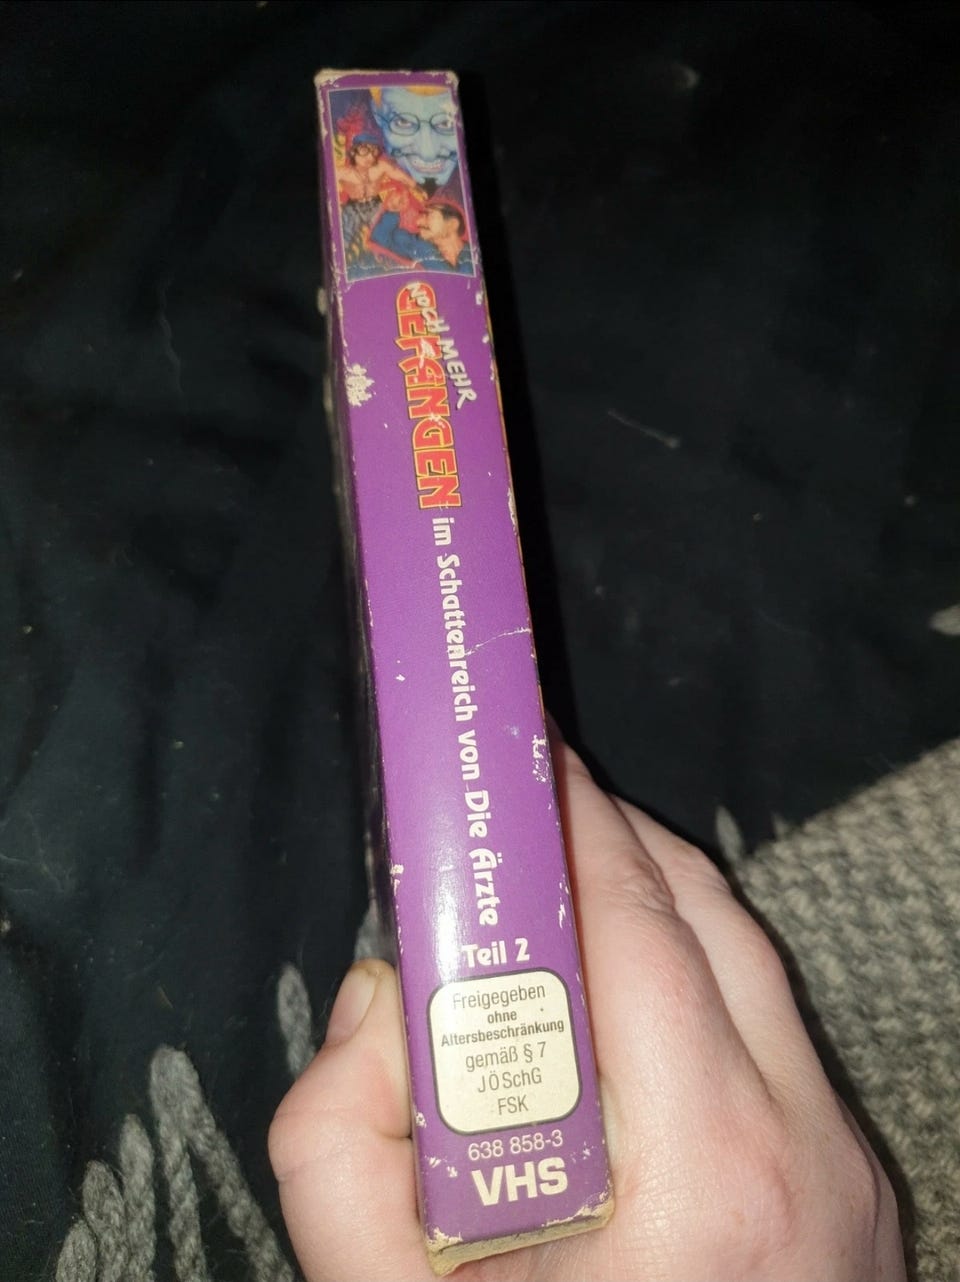 NOCH MEHR
GEFANGEN
im Schattenreich von Die Ärzte
Teil 2
Freigegeben
ohne
Altersbeschränkung
gemäß § 7
JÖSchG
FSK
638 858-3
VHS